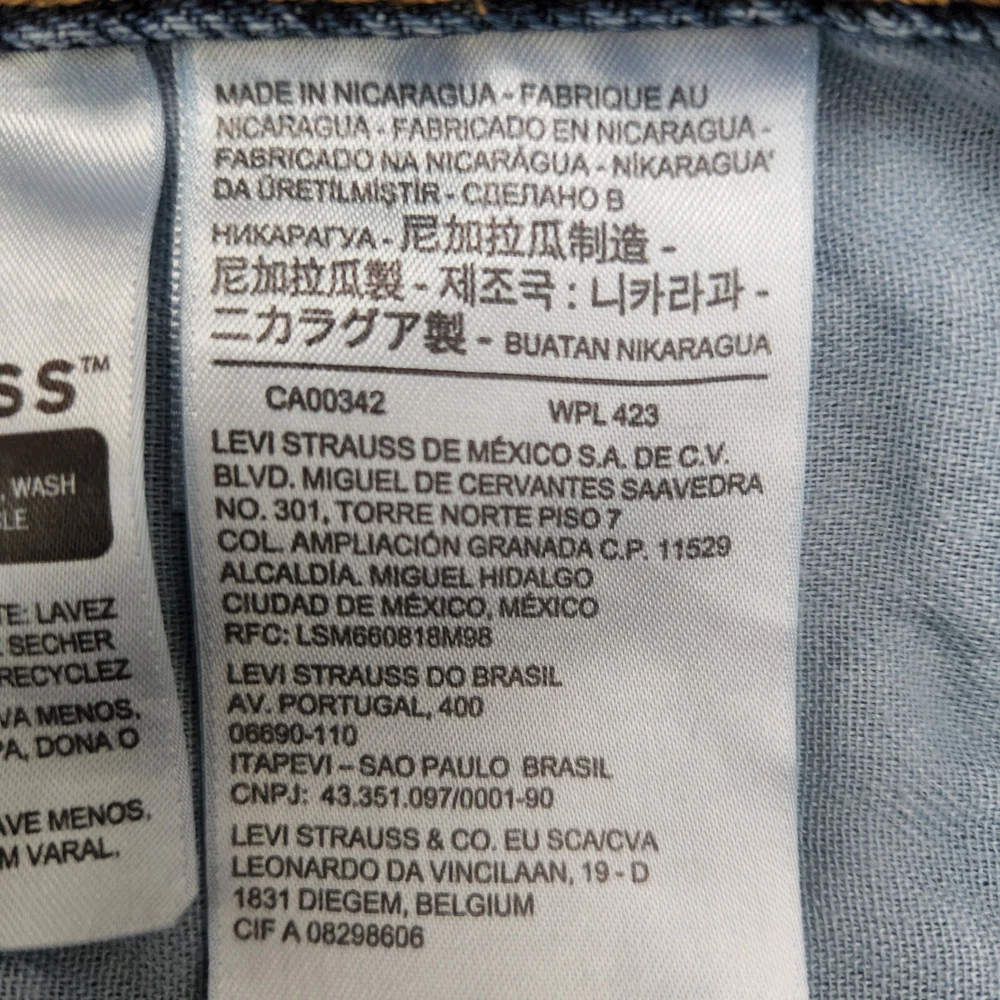 SS™
, WASH
LE
TE: LAVEZ
SECHER
RECYCLEZ
VA MENOS,
PA, DONA O
AVE MENOS,
M VARAL,
MADE IN NICARAGUA - FABRIQUE AU
NICARAGUA - FABRICADO EN NICARAGUA -
FABRICADO NA NICARÁGUA - NİKARAGUA'
DA ÜRETİLMİŞTİR - СДЕЛАНО В
НИКАРАГУА - 尼加拉瓜制造 -
尼加拉瓜製 - 제조국 : 니카라과 -
ニカラグア製 - BUATAN NIKARAGUA
CA00342 WPL 423
LEVI STRAUSS DE MÉXICO S.A. DE C.V.
BLVD. MIGUEL DE CERVANTES SAAVEDRA
NO. 301, TORRE NORTE PISO 7
COL. AMPLIACIÓN GRANADA C.P. 11529
ALCALDÍA. MIGUEL HIDALGO
CIUDAD DE MÉXICO, MÉXICO
RFC: LSM660818M98
LEVI STRAUSS DO BRASIL
AV. PORTUGAL, 400
06690-110
ITAPEVI – SAO PAULO BRASIL
CNPJ: 43.351.097/0001-90
LEVI STRAUSS & CO. EU SCA/CVA
LEONARDO DA VINCILAAN, 19 - D
1831 DIEGEM, BELGIUM
CIF A 08298606